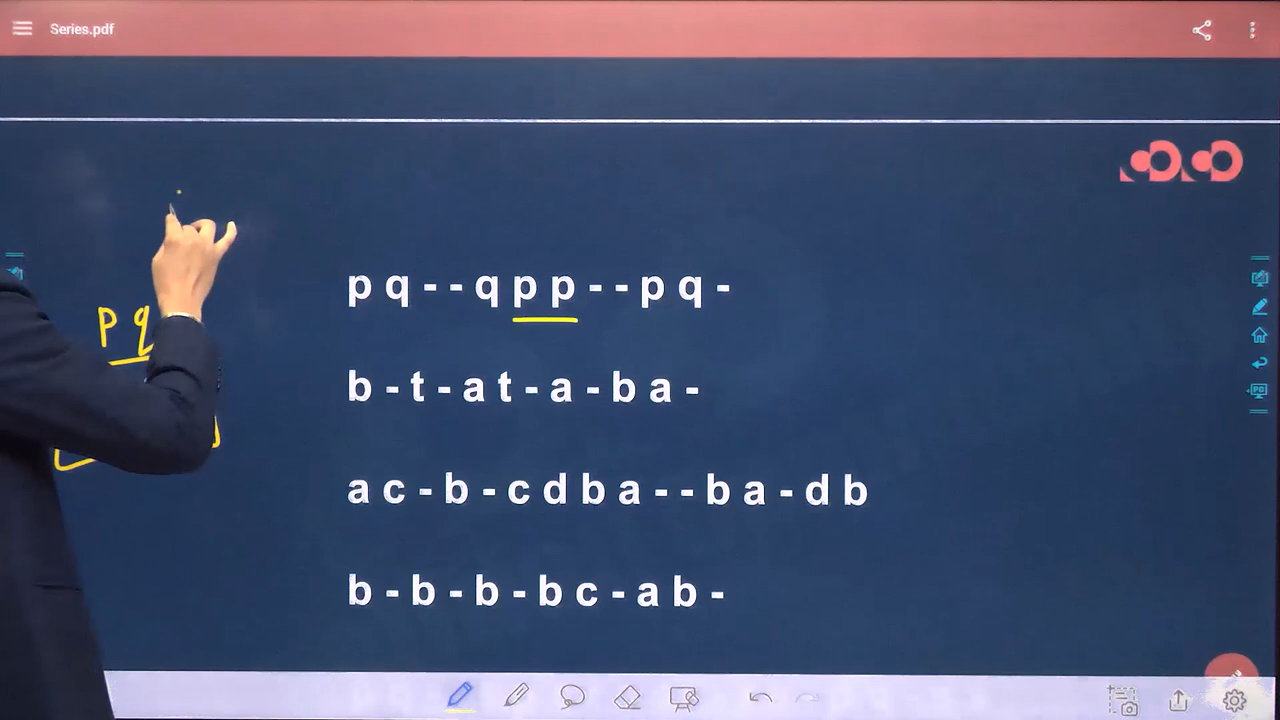 Series.pdf
p q - - q p p - - p q -
p q
b - t - a t - a - b a -
a c - b - c d b a - - b a - d b
b - b - b - b c - a b -